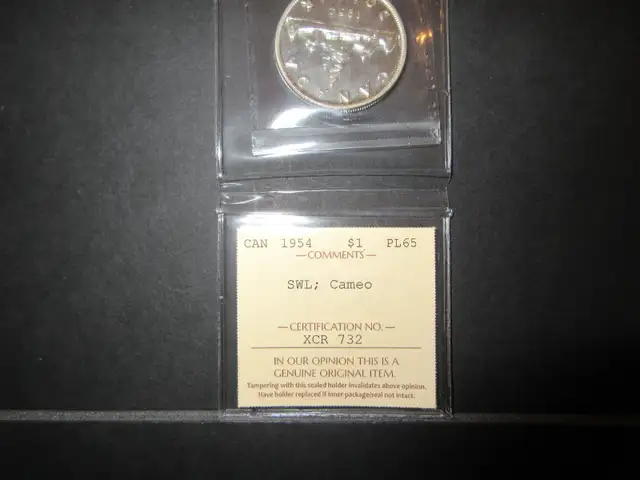 CAN 1954 $1 PL65
—COMMENTS—
SWL; Cameo
—CERTIFICATION NO.—
XCR 732
IN OUR OPINION THIS IS A
GENUINE ORIGINAL ITEM.
Tampering with this sealed holder invalidates above opinion.
Have holder replaced if inner package/seal not intact.